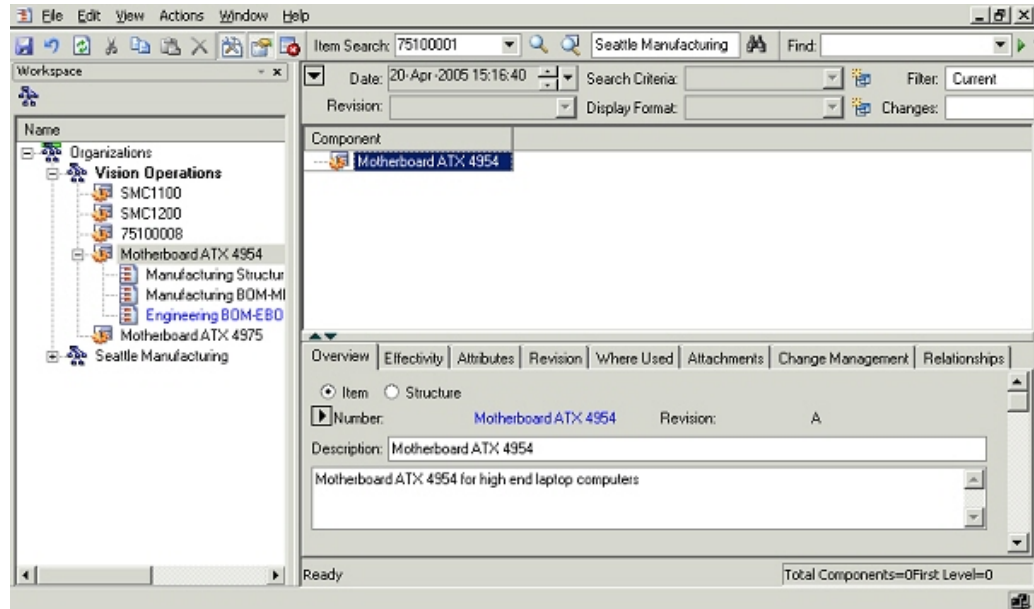 File Edit View Actions Window Help
Item Search: 75100001 Seattle Manufacturing Find:
Workspace
Date: 20-Apr-2005 15:16:40 Search Criteria: Filter: Current
Revision: Display Format: Changes:
Name
Organizations
Vision Operations
SMC1100
SMC1200
75100008
Motherboard ATX 4954
Manufacturing Structur
Manufacturing BOM-MI
Engineering BOM-EBO
Motherboard ATX 4975
Seattle Manufacturing
Component
Motherboard ATX 4954
Overview Effectivity Attributes Revision Where Used Attachments Change Management Relationships
Item Structure
Number: Motherboard ATX 4954 Revision: A
Description: Motherboard ATX 4954
Motherboard ATX 4954 for high end laptop computers
Ready Total Components=0First Level=0